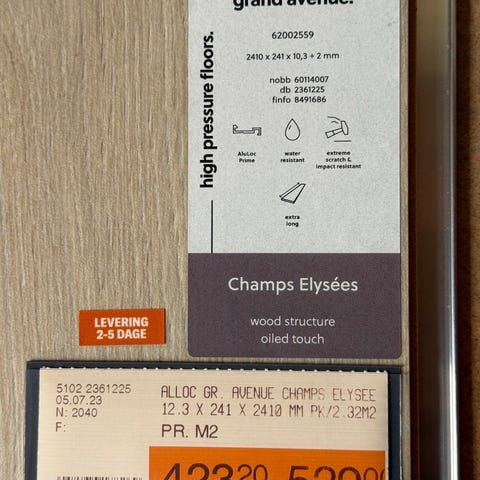 grand avenue.
62002559
2410 x 241 x 10,3 + 2 mm
nobb 60114007
db 2361225
finfo 8491686
high pressure floors.
AluLoc
Prime
water
resistant
extreme
scratch &
impact resistant
extra
long
Champs Elysées
wood structure
oiled touch
LEVERING
2-5 DAGE
5102 2361225
05.07.23
N: 2040
F:
ALLOC GR. AVENUE CHAMPS ELYSEE
12.3 X 241 X 2410 MM PK/2.32M2
PR. M2
42320 52900